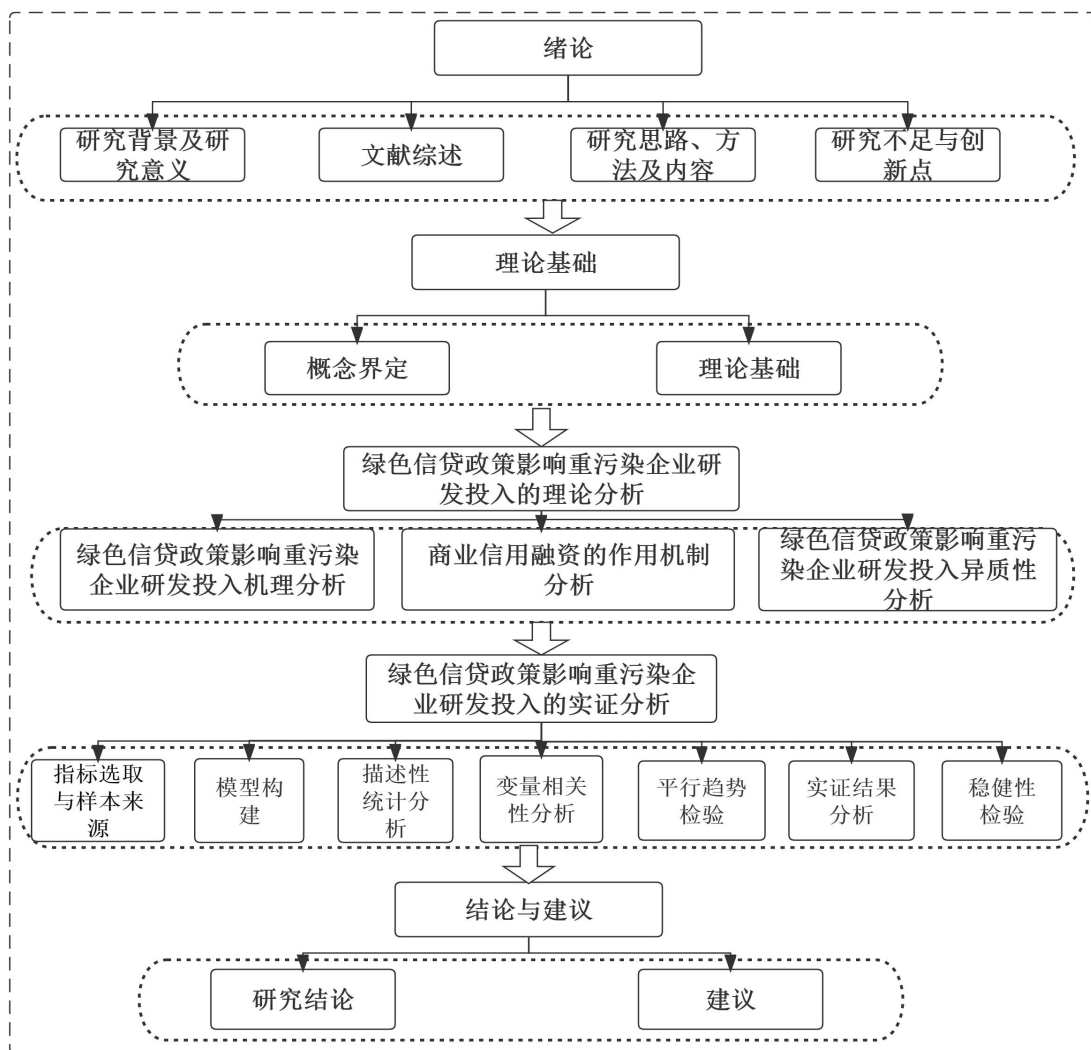 绪论
研究背景及研
究意义
文献综述
研究思路、方
法及内容
研究不足与创
新点
理论基础
概念界定
理论基础
绿色信贷政策影响重污染企业研
发投入的理论分析
绿色信贷政策影响重污染
企业研发投入机理分析
商业信用融资的作用机制
分析
绿色信贷政策影响重污
染企业研发投入异质性
分析
绿色信贷政策影响重污染企
业研发投入的实证分析
指标选取
与样本来
源
模型构
建
描述性
统计分
析
变量相关
性分析
平行趋势
检验
实证结果
分析
稳健性
检验
结论与建议
研究结论
建议